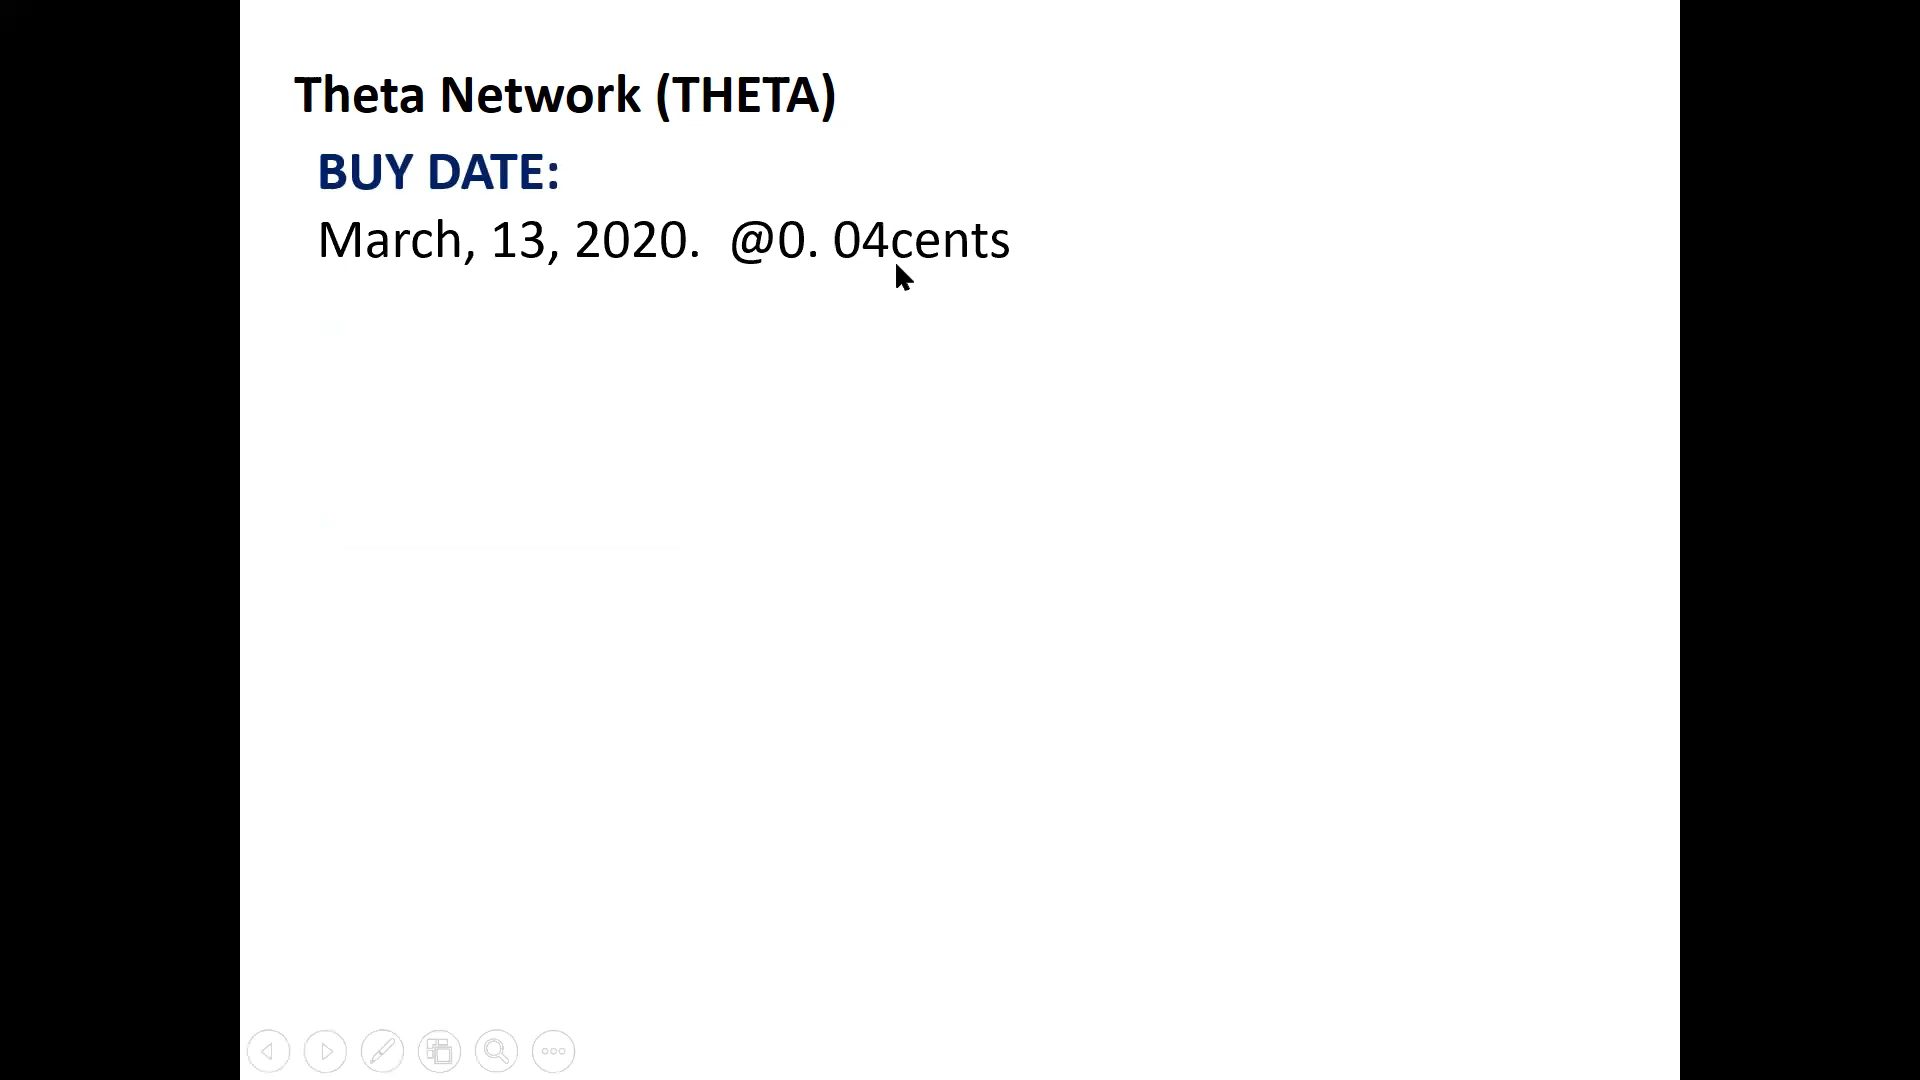 Theta Network (THETA)
BUY DATE:
March, 13, 2020.  @0. 04cents